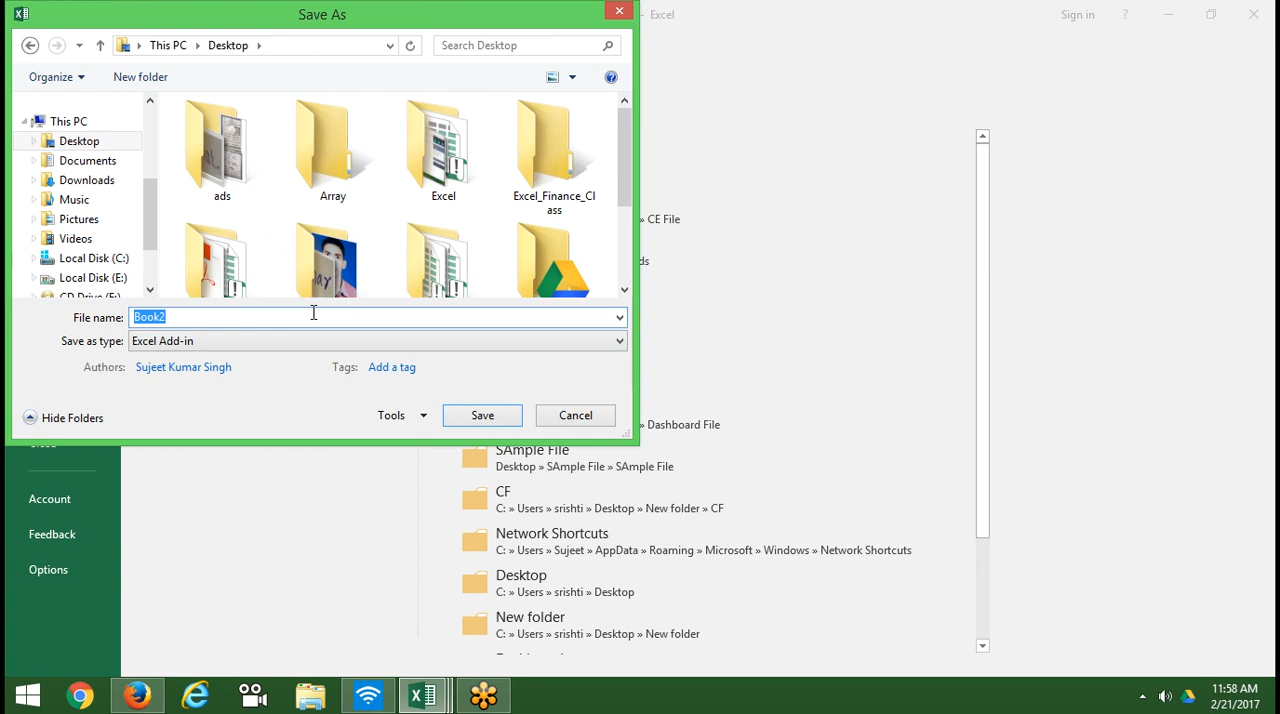 Save As
- Excel
Sign in
?
This PC
Desktop
Search Desktop
Organize
New folder
This PC
Desktop
Documents
Downloads
Music
Pictures
Videos
Local Disk (C:)
Local Disk (E:)
CD Drive (F:)
ads
Array
Excel
Excel_Finance_Cl
ass
File name:
Book2
Save as type:
Excel Add-in
Authors:
Sujeet Kumar Singh
Tags:
Add a tag
Hide Folders
Tools
Save
Cancel
» CE File
» Dashboard File
SAmple File
Desktop » SAmple File » SAmple File
CF
C: » Users » srishti » Desktop » New folder » CF
Network Shortcuts
C: » Users » Sujeet » AppData » Roaming » Microsoft » Windows » Network Shortcuts
Desktop
C: » Users » srishti » Desktop
New folder
C: » Users » srishti » Desktop » New folder
Account
Feedback
Options
11:58 AM
2/21/2017